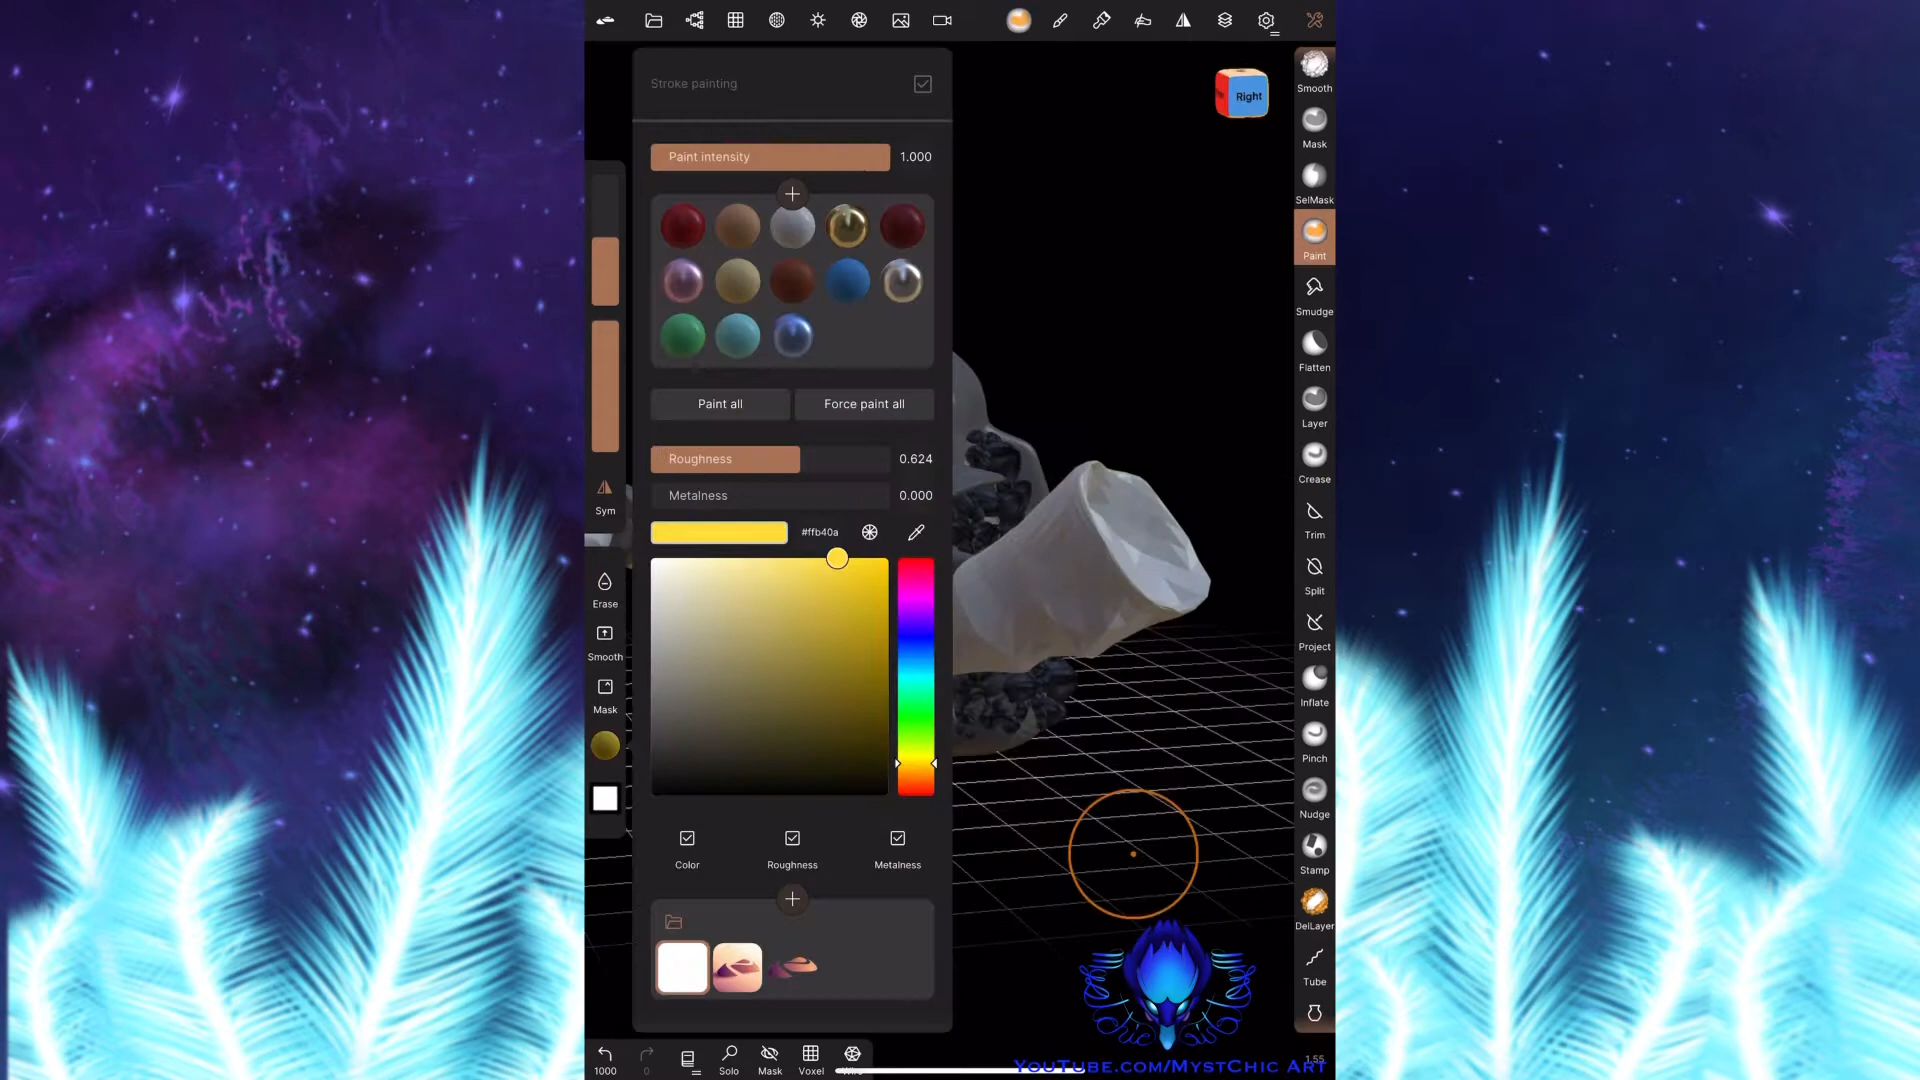 Stroke painting
Paint intensity
1.000
Paint all
Force paint all
Roughness
0.624
Metalness
0.000
#ffb40a
Color
Roughness
Metalness
Right
Sym
Erase
Smooth
Mask
Smooth
Mask
SelMask
Paint
Smudge
Flatten
Layer
Crease
Trim
Split
Project
Inflate
Pinch
Nudge
Stamp
DelLayer
Tube
1.55
1000
0
Solo
Mask
Voxel
YouTube.com/MystChic Art